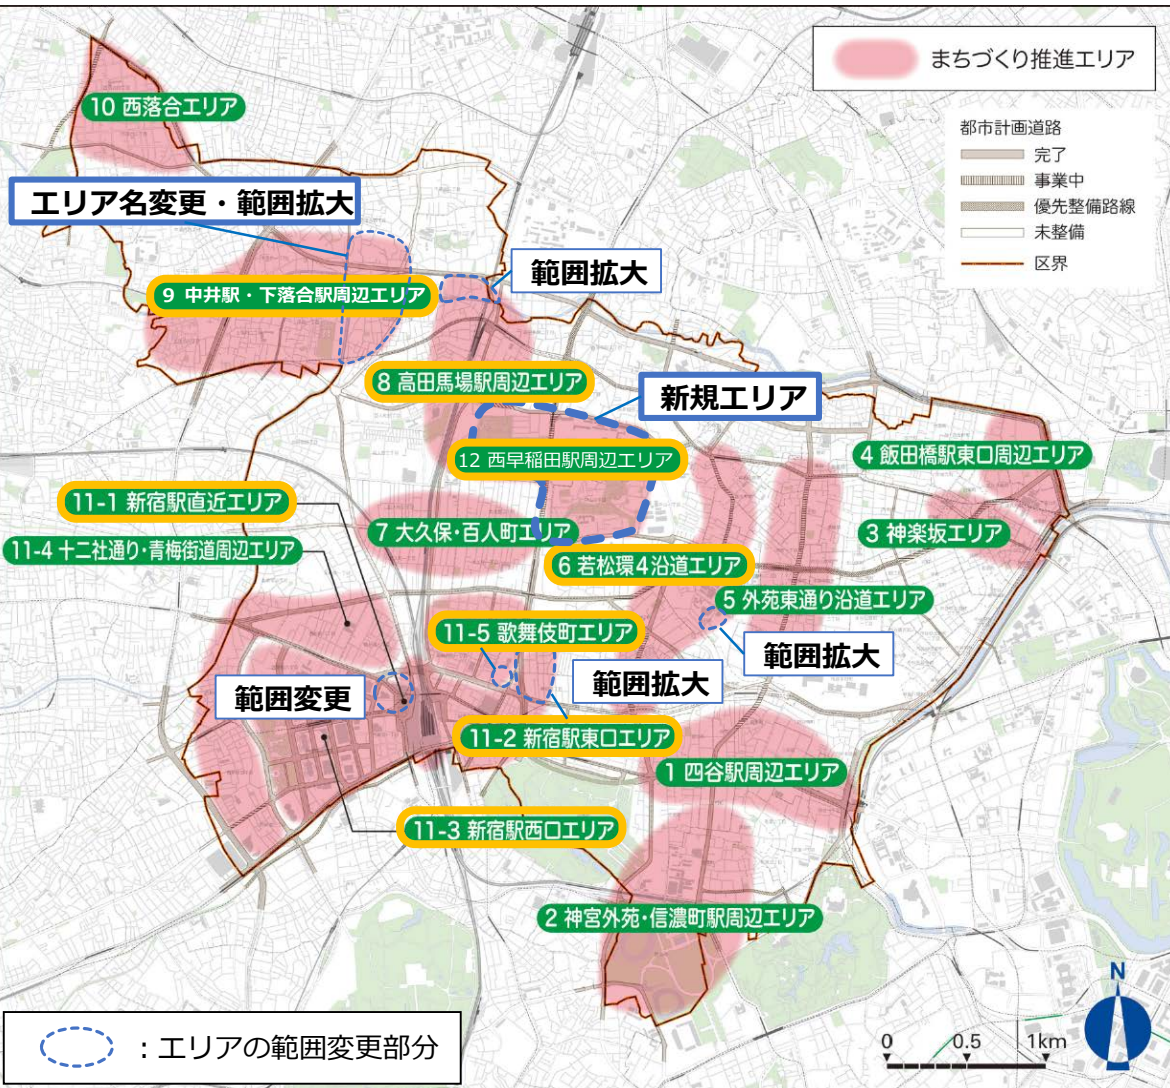 まちづくり推進エリア
都市計画道路
完了
事業中
優先整備路線
未整備
区界
10 西落合エリア
エリア名変更・範囲拡大
範囲拡大
9 中井駅・下落合駅周辺エリア
8 高田馬場駅周辺エリア
新規エリア
12 西早稲田駅周辺エリア
4 飯田橋駅東口周辺エリア
11-1 新宿駅直近エリア
7 大久保・百人町エリア
3 神楽坂エリア
11-4 十二社通り・青梅街道周辺エリア
6 若松環4沿道エリア
5 外苑東通り沿道エリア
11-5 歌舞伎町エリア
範囲拡大
範囲拡大
範囲変更
11-2 新宿駅東口エリア
1 四谷駅周辺エリア
11-3 新宿駅西口エリア
2 神宮外苑・信濃町駅周辺エリア
N
0 0.5 1km
：エリアの範囲変更部分